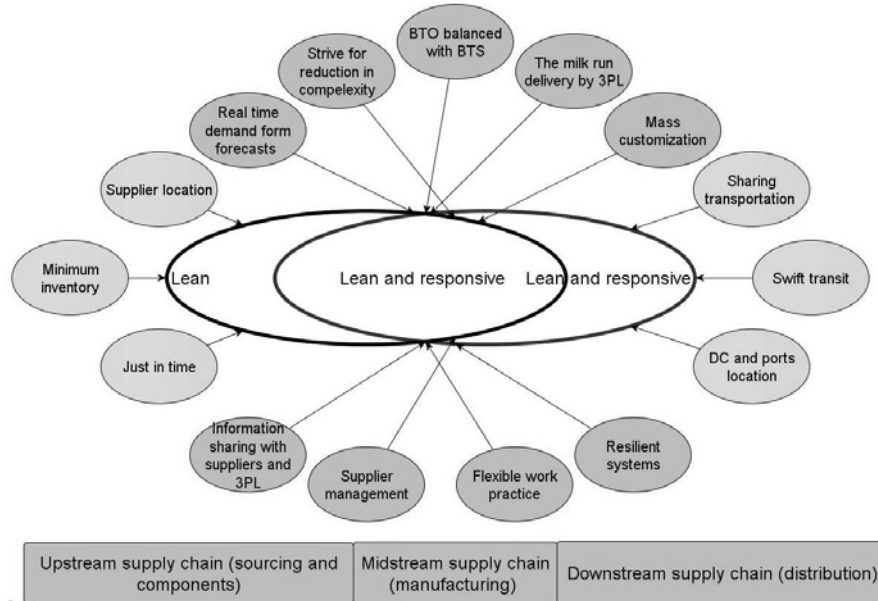 BTO balanced
with BTS
Strive for
reduction in
compelexity
The milk run
delivery by 3PL
Real time
demand form
forecasts
Mass
customization
Supplier location
Sharing
transportation
Minimum
inventory
Lean
Lean and responsive
Lean and responsive
Swift transit
Just in time
DC and ports
location
Information
sharing with
suppliers and
3PL
Supplier
management
Flexible work
practice
Resilient
systems
Upstream supply chain (sourcing and
components)
Midstream supply chain
(manufacturing)
Downstream supply chain (distribution)